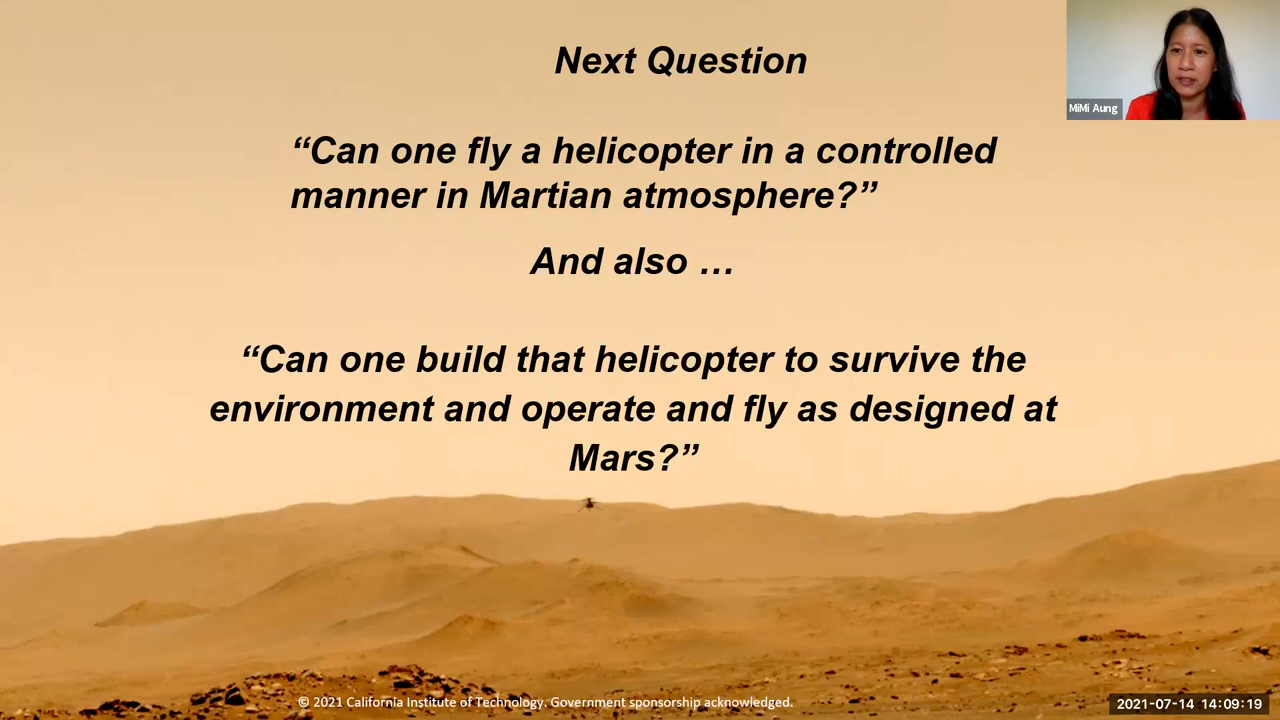 Next Question
MiMi Aung
“Can one fly a helicopter in a controlled
manner in Martian atmosphere?”
And also …
“Can one build that helicopter to survive the
environment and operate and fly as designed at
Mars?”
© 2021 California Institute of Technology. Government sponsorship acknowledged.
2021-07-14 14:09:19